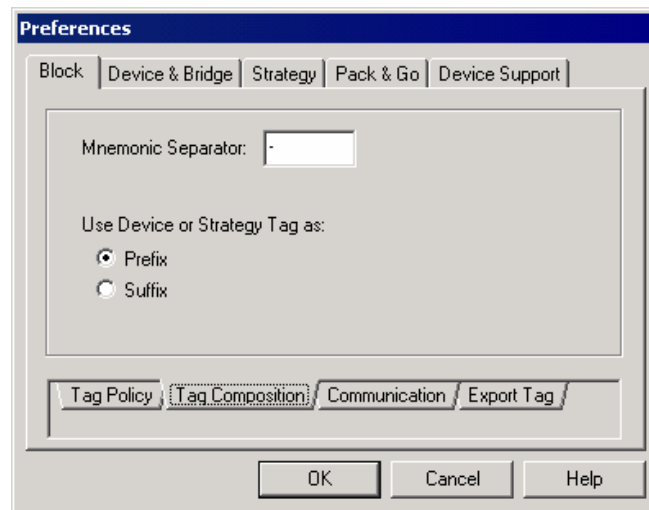 Preferences
Block Device & Bridge Strategy Pack & Go Device Support
Mnemonic Separator: -
Use Device or Strategy Tag as:
Prefix
Suffix
Tag Policy Tag Composition Communication Export Tag
OK Cancel Help